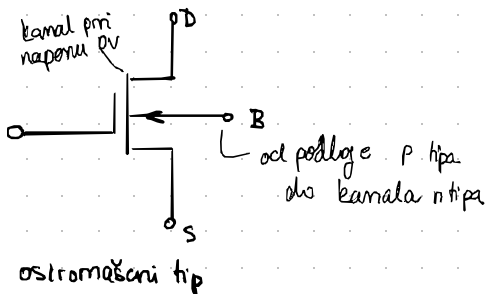 kanal pri
naponu 0V
D
B
od podloge p tipa
do kanala n tipa
S
osiromašeni tip